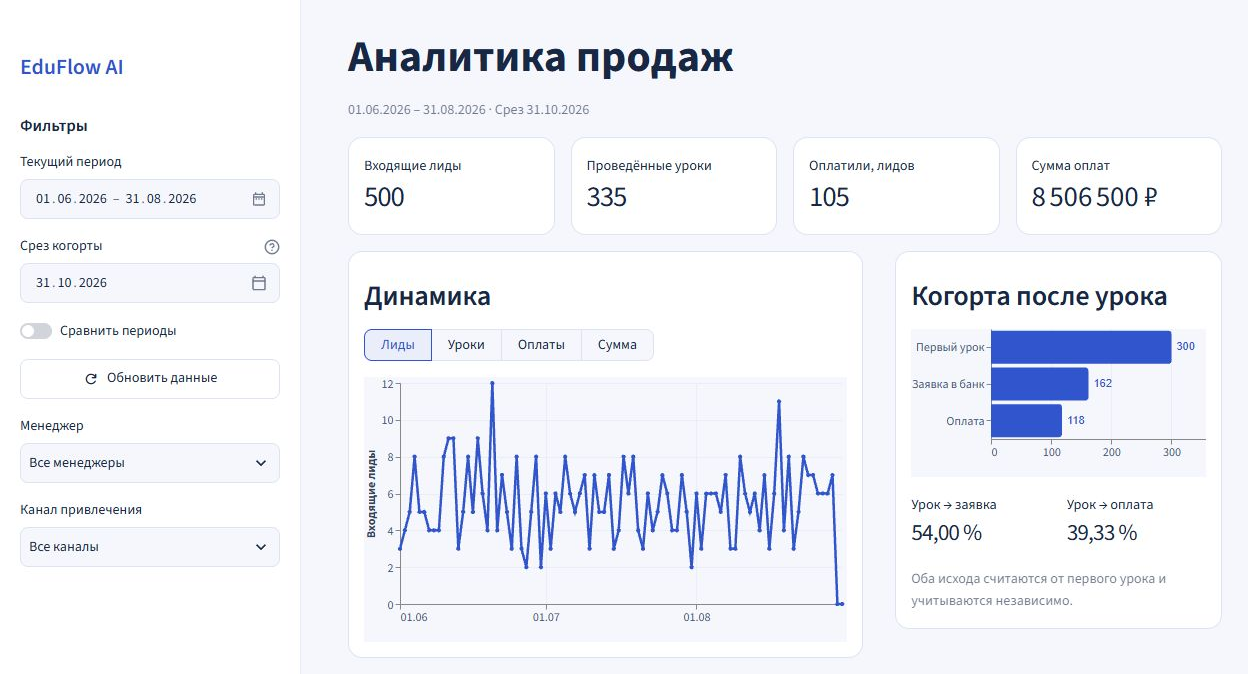 EduFlow AI
Фильтры
Текущий период
01.06.2026 – 31.08.2026
Срез когорты
31.10.2026
Сравнить периоды
Обновить данные
Менеджер
Все менеджеры
Канал привлечения
Все каналы
Аналитика продаж
01.06.2026 – 31.08.2026 · Срез 31.10.2026
Входящие лиды
500
Проведённые уроки
335
Оплатили, лидов
105
Сумма оплат
8 506 500 ₽
Динамика
Лиды Уроки Оплаты Сумма
Входящие лиды
12
10
8
6
4
2
0
01.06 01.07 01.08
Когорта после урока
Первый урок 300
Заявка в банк 162
Оплата 118
0 100 200 300
Урок → заявка
54,00 %
Урок → оплата
39,33 %
Оба исхода считаются от первого урока и
учитываются независимо.